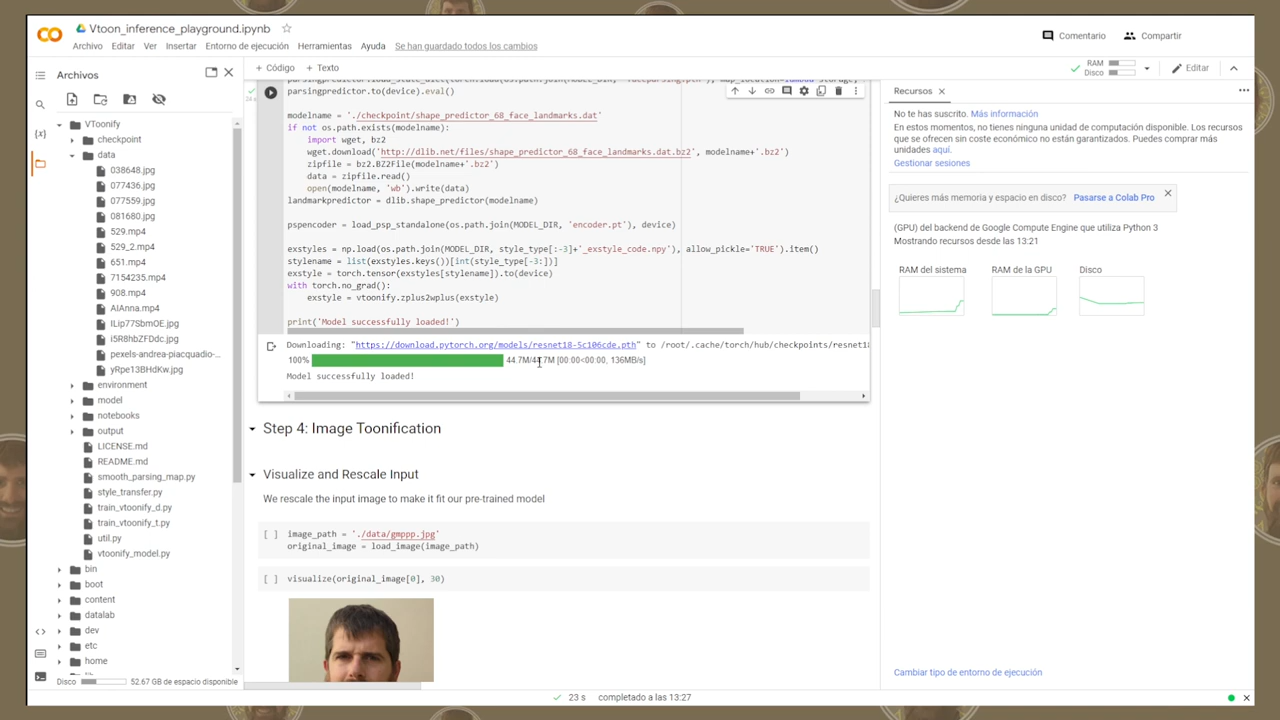 Vtoon_inference_playground.ipynb
Archivo Editar Ver Insertar Entorno de ejecución Herramientas Ayuda Se han guardado todos los cambios
Comentario Compartir
Archivos
+ Código + Texto
RAM
Disco
Editar
VToonify
checkpoint
data
038648.jpg
077436.jpg
077559.jpg
081680.jpg
529.mp4
529_2.mp4
651.mp4
7154235.mp4
908.mp4
AIAnna.mp4
ILip77SbmOE.jpg
i5R8hbZFDdc.jpg
pexels-andrea-piacquadio-...
yRpe13BHdKw.jpg
environment
model
notebooks
output
LICENSE.md
README.md
smooth_parsing_map.py
style_transfer.py
train_vtoonify_d.py
train_vtoonify_t.py
util.py
vtoonify_model.py
bin
boot
content
datalab
dev
etc
home
Disco 52.67 GB de espacio disponible
parsingpredictor.to(device).eval()
modelname = './checkpoint/shape_predictor_68_face_landmarks.dat'
if not os.path.exists(modelname):
import wget, bz2
wget.download('http://dlib.net/files/shape_predictor_68_face_landmarks.dat.bz2', modelname+'.bz2')
zipfile = bz2.BZ2File(modelname+'.bz2')
data = zipfile.read()
open(modelname, 'wb').write(data)
landmarkpredictor = dlib.shape_predictor(modelname)
pspencoder = load_psp_standalone(os.path.join(MODEL_DIR, 'encoder.pt'), device)
exstyles = np.load(os.path.join(MODEL_DIR, style_type[:-3]+'_exstyle_code.npy'), allow_pickle='TRUE').item()
stylename = list(exstyles.keys())[int(style_type[-3:])]
exstyle = torch.tensor(exstyles[stylename]).to(device)
with torch.no_grad():
exstyle = vtoonify.zplus2wplus(exstyle)
print('Model successfully loaded!')
Downloading: "https://download.pytorch.org/models/resnet18-5c106cde.pth" to /root/.cache/torch/hub/checkpoints/resnet18
100% 44.7M/44.7M [00:00<00:00, 136MB/s]
Model successfully loaded!
Step 4: Image Toonification
Visualize and Rescale Input
We rescale the input image to make it fit our pre-trained model
[ ] image_path = './data/gmppp.jpg'
original_image = load_image(image_path)
[ ] visualize(original_image[0], 30)
Recursos
No te has suscrito. Más información
En estos momentos, no tienes ninguna unidad de computación disponible. Los recursos
que se ofrecen sin coste económico no están garantizados. Puedes comprar más
unidades aquí.
Gestionar sesiones
¿Quieres más memoria y espacio en disco? Pasarse a Colab Pro
(GPU) del backend de Google Compute Engine que utiliza Python 3
Mostrando recursos desde las 13:21
RAM del sistema RAM de la GPU Disco
Cambiar tipo de entorno de ejecución
23 s completado a las 13:27